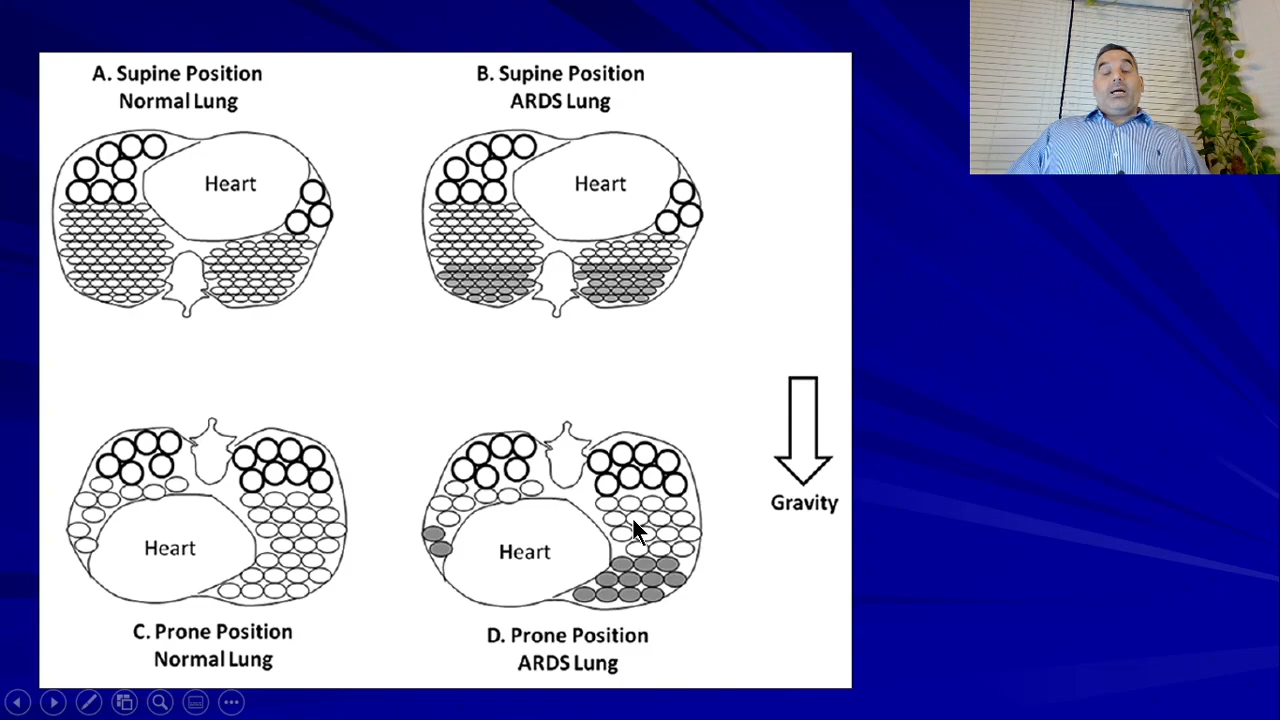 A. Supine Position
Normal Lung
B. Supine Position
ARDS Lung
Heart
Heart
Gravity
Heart
Heart
C. Prone Position
Normal Lung
D. Prone Position
ARDS Lung